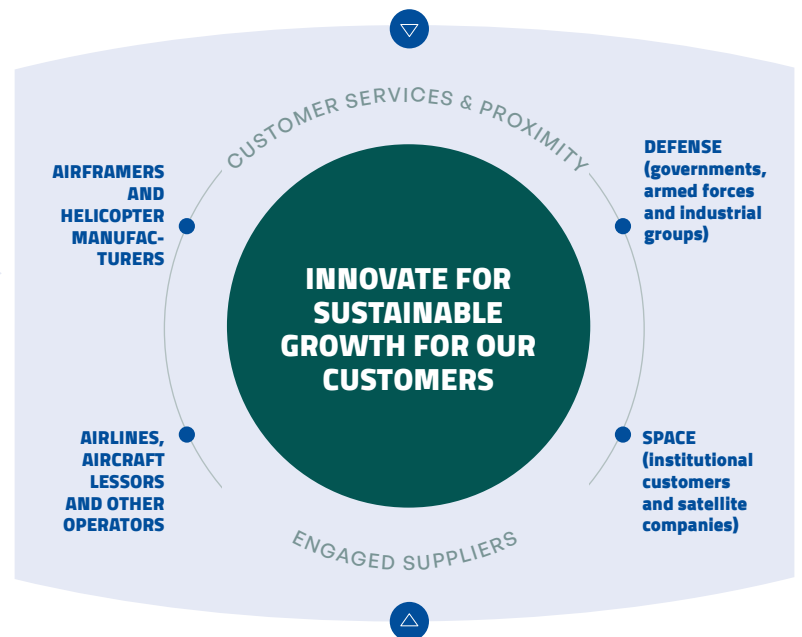 CUSTOMER SERVICES & PROXIMITY
AIRFRAMERS
AND
HELICOPTER
MANUFAC-
TURERS
DEFENSE
(governments,
armed forces
and industrial
groups)
INNOVATE FOR
SUSTAINABLE
GROWTH FOR OUR
CUSTOMERS
AIRLINES,
AIRCRAFT
LESSORS
AND OTHER
OPERATORS
SPACE
(institutional
customers
and satellite
companies)
ENGAGED SUPPLIERS